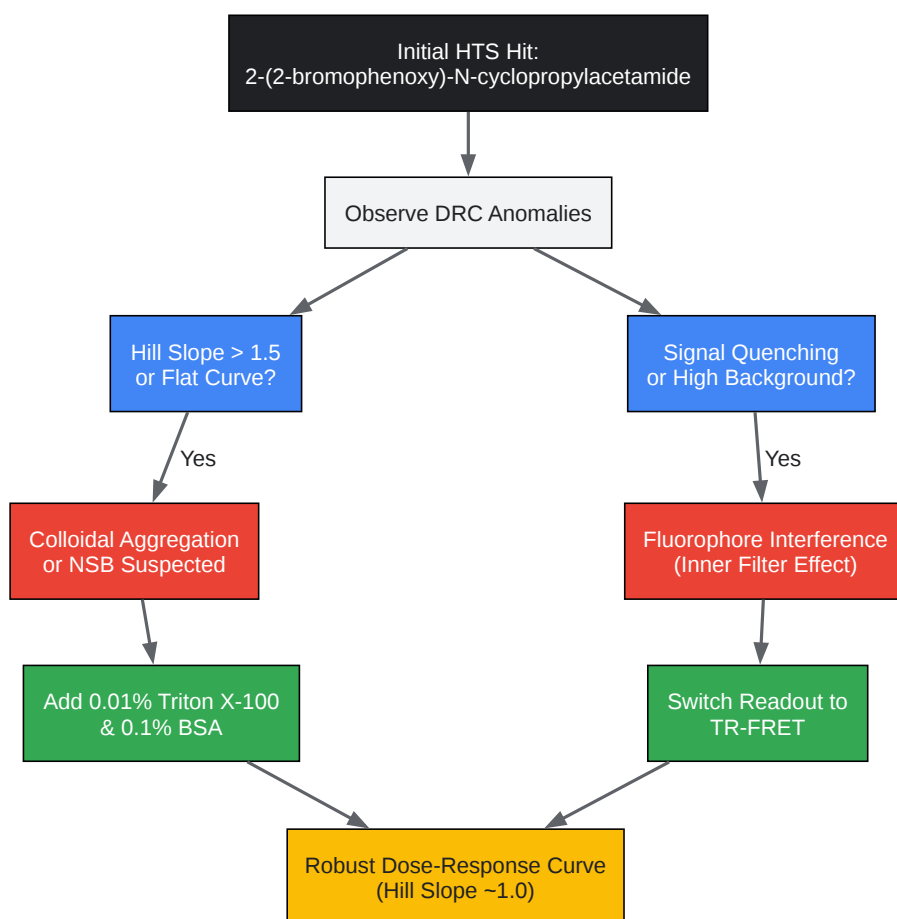 Initial HTS Hit:
2-(2-bromophenoxy)-N-cyclopropylacetamide
Observe DRC Anomalies
Hill Slope > 1.5
or Flat Curve?
Signal Quenching
or High Background?
Yes
Yes
Colloidal Aggregation
or NSB Suspected
Fluorophore Interference
(Inner Filter Effect)
Add 0.01% Triton X-100
& 0.1% BSA
Switch Readout to
TR-FRET
Robust Dose-Response Curve
(Hill Slope ~1.0)